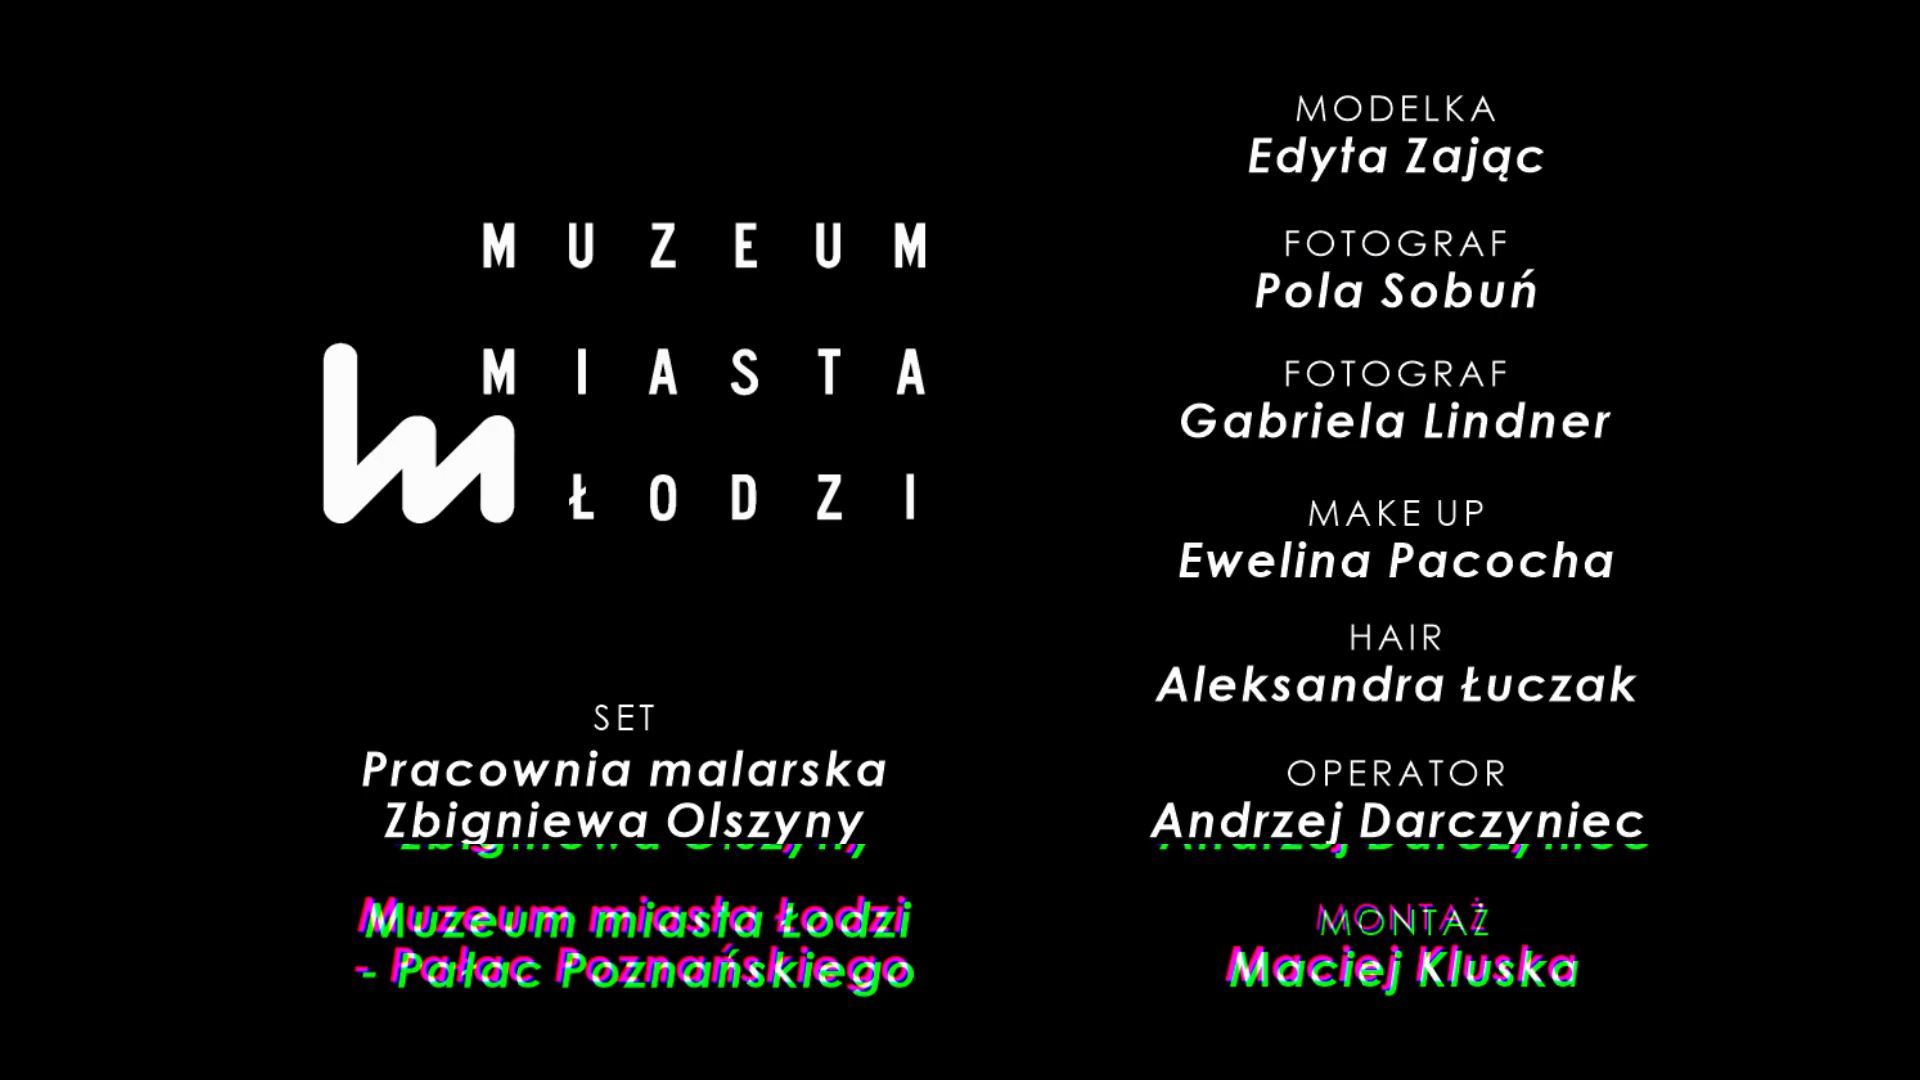 MUZEUM
MIASTA
ŁODZI
SET
Pracownia malarska
Zbigniewa Olszyny
Muzeum miasta Łodzi
- Pałac Poznańskiego
MODELKA
Edyta Zając
FOTOGRAF
Pola Sobuń
FOTOGRAF
Gabriela Lindner
MAKE UP
Ewelina Pacocha
HAIR
Aleksandra Łuczak
OPERATOR
Andrzej Darczyniec
MONTAŻ
Maciej Kluska